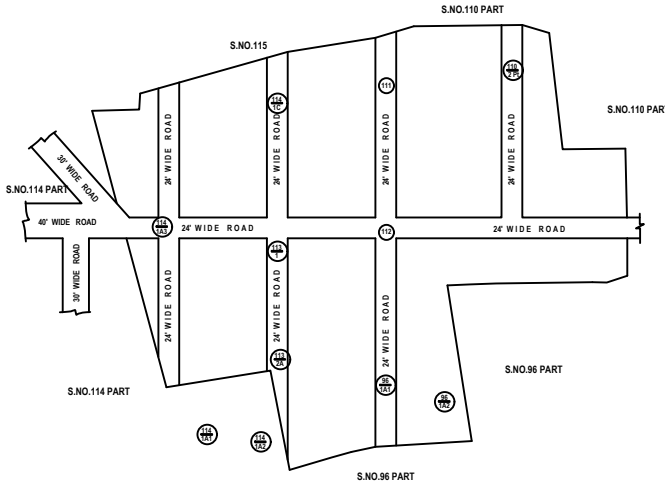 S.NO.110 PART
S.NO.115
110
2 Pt
111
114
1C
S.NO.110 PART
24' WIDE ROAD
24' WIDE ROAD
24' WIDE ROAD
24' WIDE ROAD
30' WIDE ROAD
S.NO.114 PART
40' WIDE ROAD
114
1A3
24' WIDE ROAD
112
24' WIDE ROAD
113
1
30' WIDE ROAD
24' WIDE ROAD
24' WIDE ROAD
24' WIDE ROAD
113
2A
S.NO.96 PART
96
1A1
S.NO.114 PART
96
1A2
114
1A1
114
1A2
S.NO.96 PART